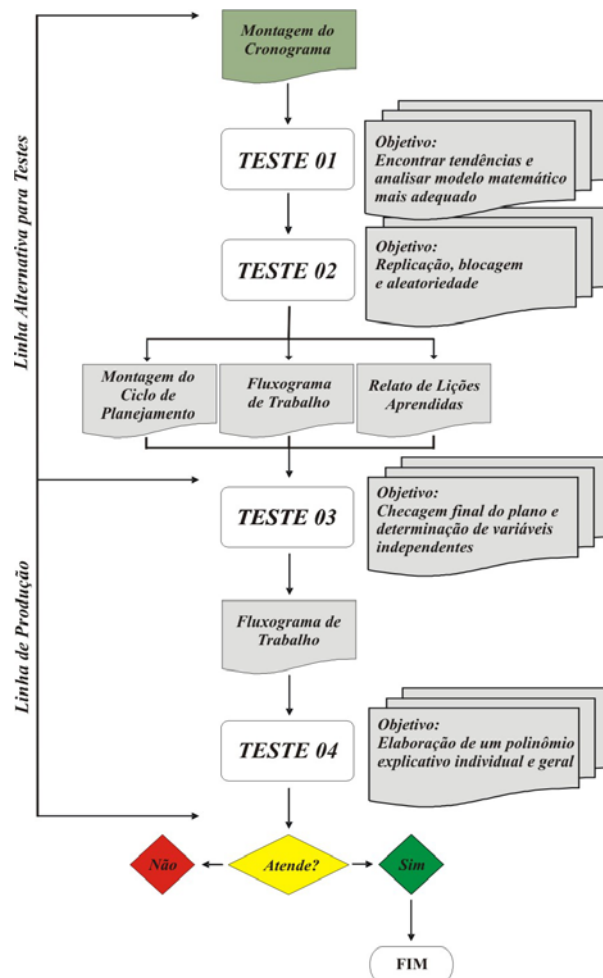 Montagem do
Cronograma
TESTE 01
Objetivo:
Encontrar tendências e
analisar modelo matemático
mais adequado
TESTE 02
Objetivo:
Replicação, blocagem
e aleatoriedade
Linha Alternativa para Testes
Montagem do
Ciclo de
Planejamento
Fluxograma
de Trabalho
Relato de Lições
Aprendidas
TESTE 03
Objetivo:
Checagem final do plano e
determinação de variáveis
independentes
Linha de Produção
Fluxograma de
Trabalho
TESTE 04
Objetivo:
Elaboração de um polinômio
explicativo individual e geral
Não
Atende?
Sim
FIM